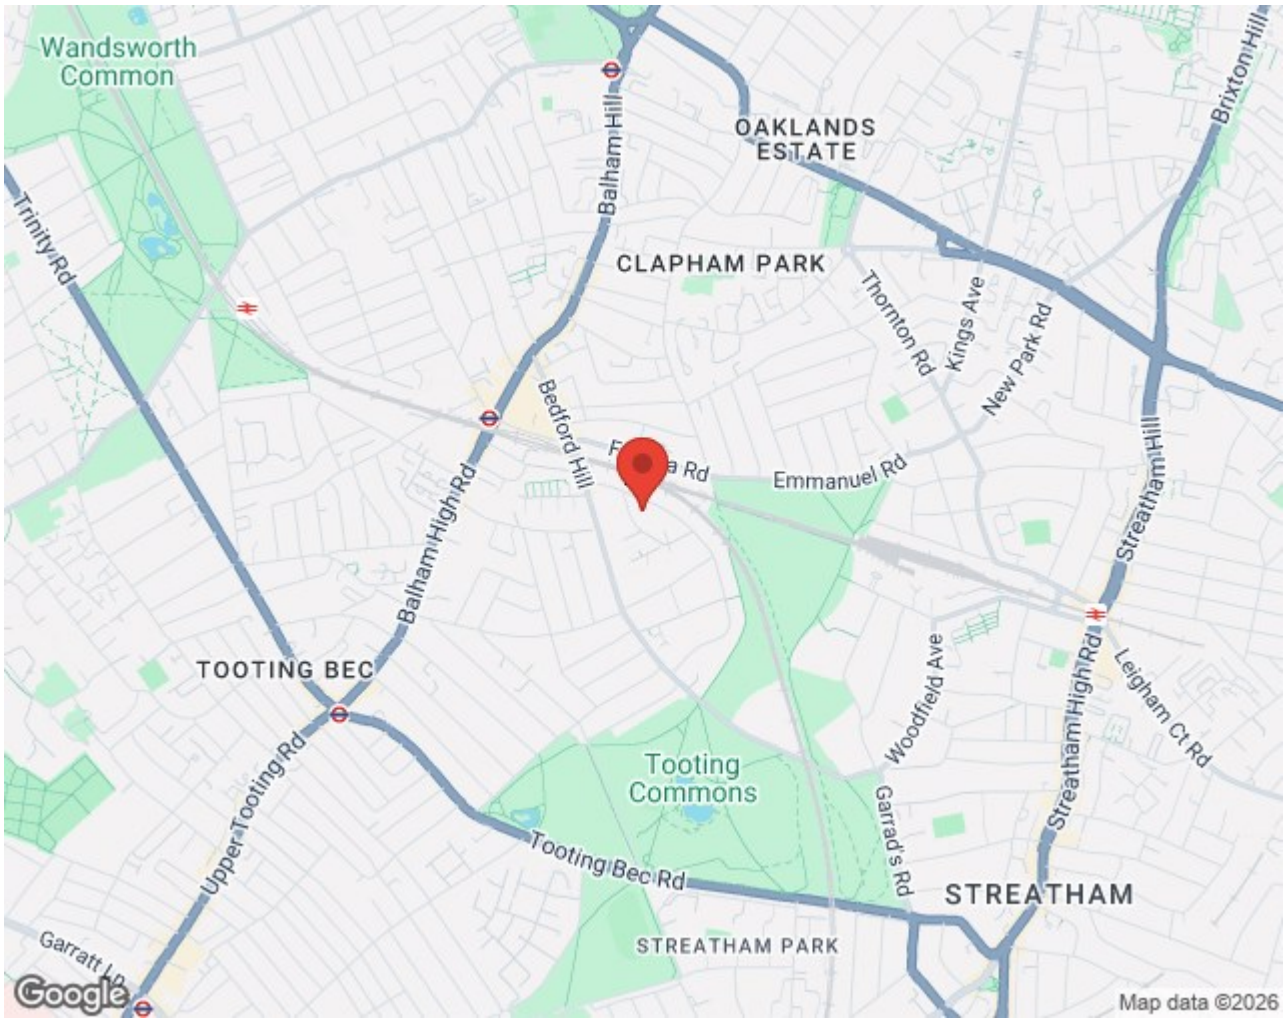 Wandsworth
Common
Brixton Hill
Balham Hill
OAKLANDS
ESTATE
Trinity Rd
CLAPHAM PARK
Thornton Rd
Kings Ave
New Park Rd
Bedford Hill
Rd
Emmanuel Rd
Streatham Hill
Balham High Rd
TOOTING BEC
Woodfield Ave
Streatham High Rd
Leigham Ct Rd
Upper Tooting Rd
Tooting
Commons
Garrad's Rd
Tooting Bec Rd
STREATHAM
STREATHAM PARK
Garratt Ln
Google
Map data ©2026